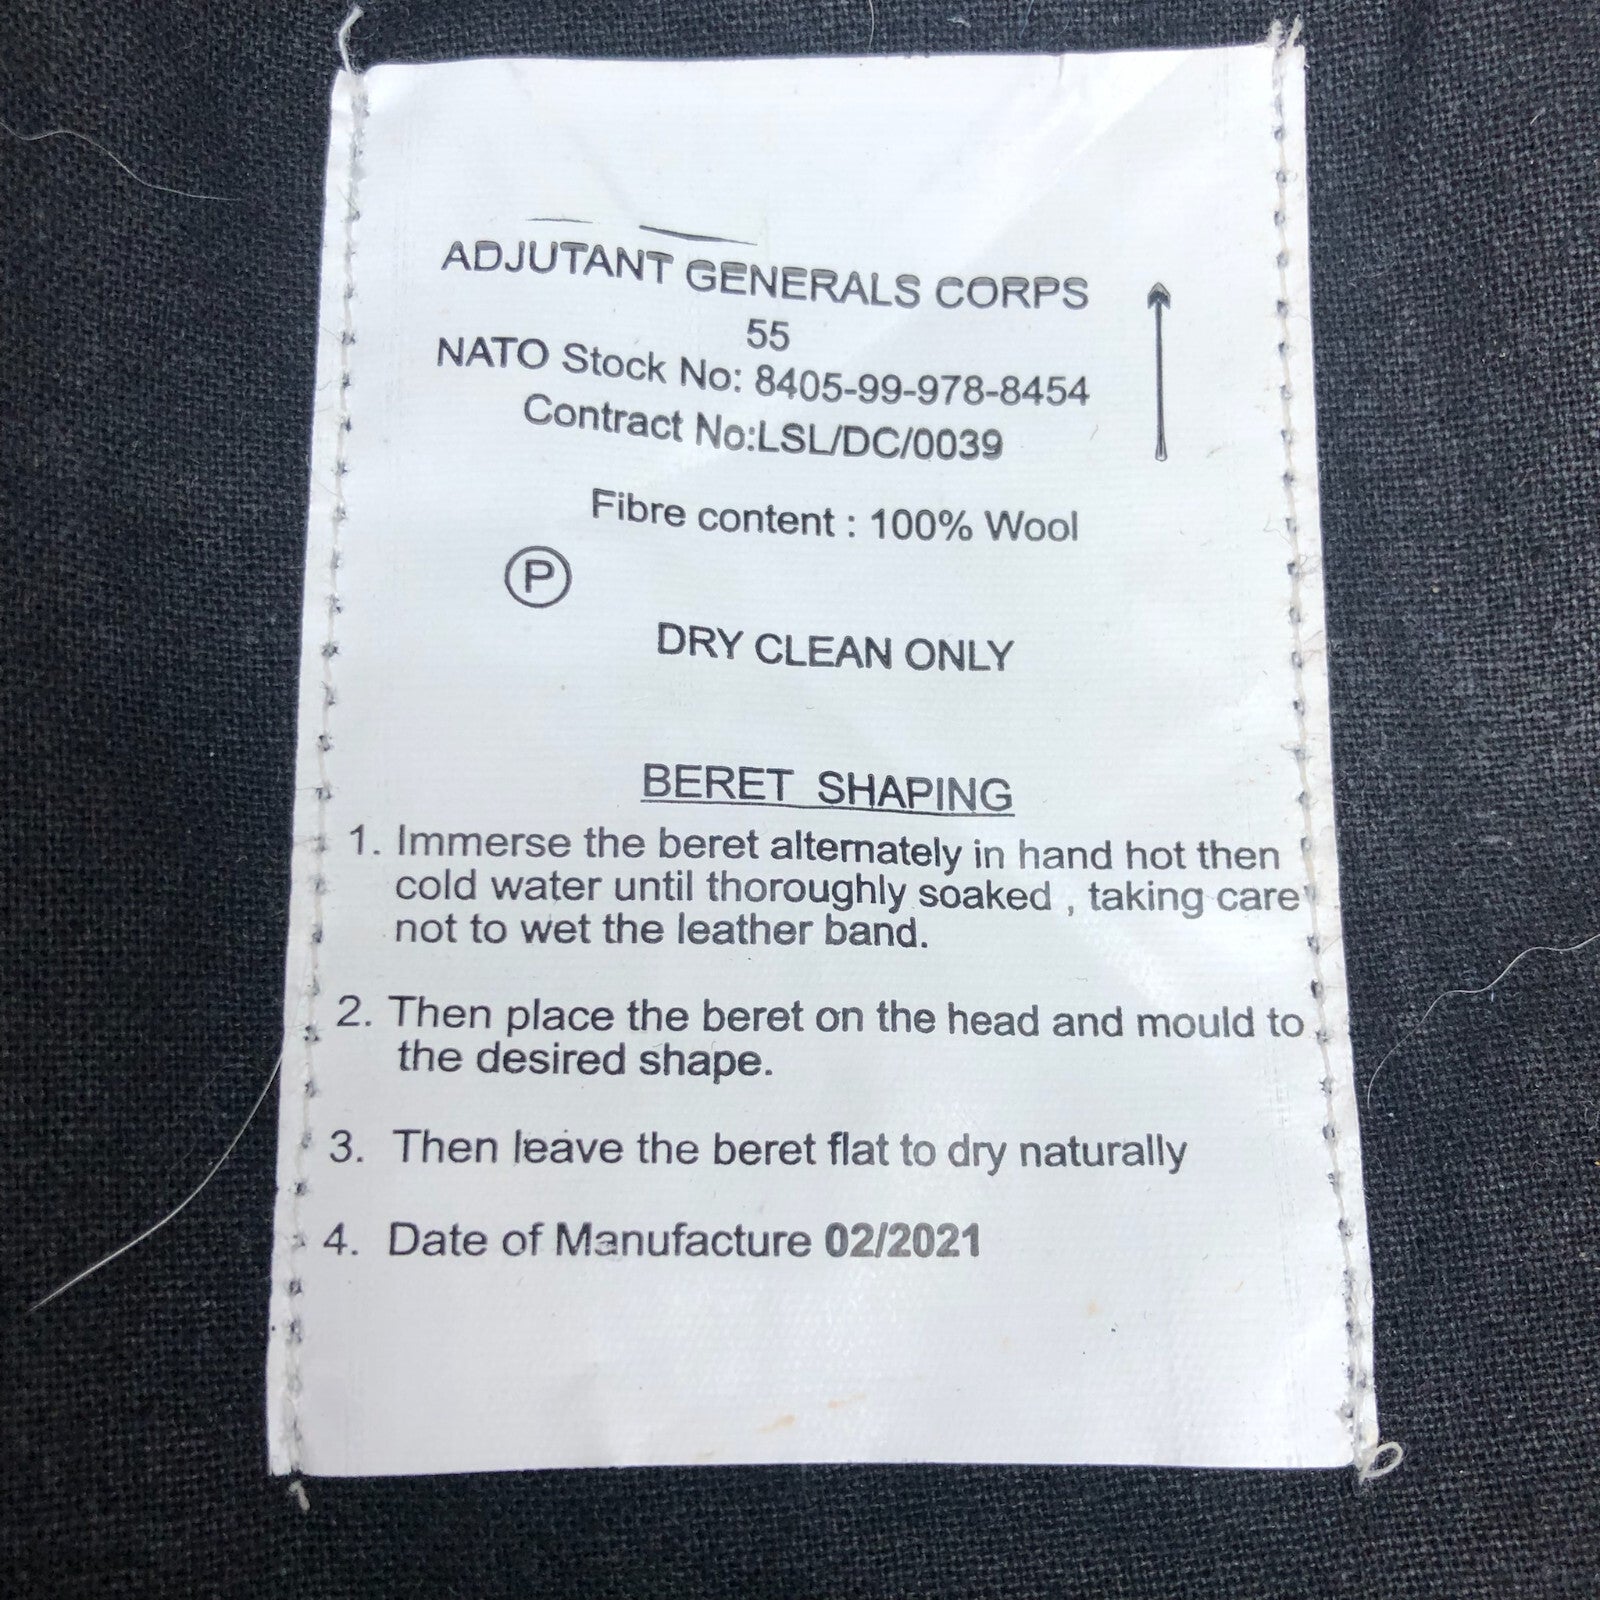 ADJUTANT GENERALS CORPS
55
NATO Stock No: 8405-99-978-8454
Contract No:LSL/DC/0039
Fibre content : 100% Wool
P
DRY CLEAN ONLY
BERET SHAPING
1. Immerse the beret alternately in hand hot then
cold water until thoroughly soaked , taking care
not to wet the leather band.
2. Then place the beret on the head and mould to
the desired shape.
3. Then leave the beret flat to dry naturally
4. Date of Manufacture 02/2021